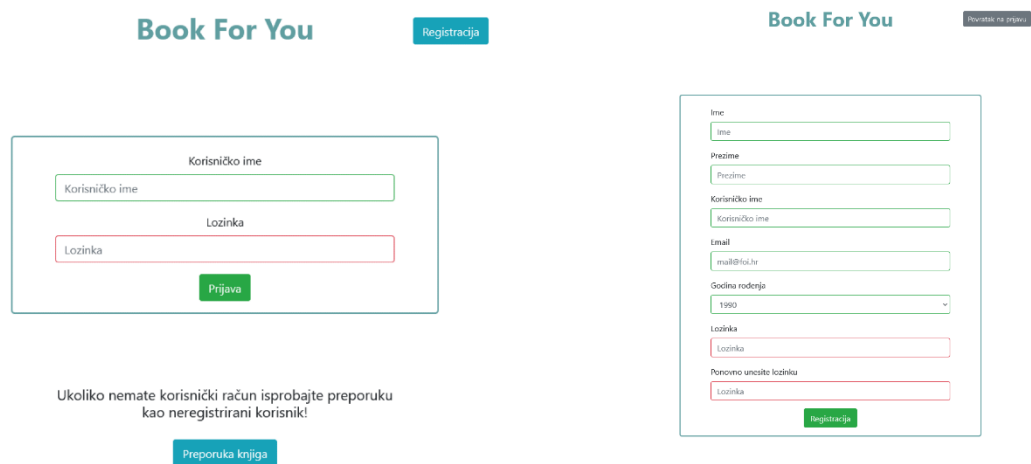 Book For You
Registracija
Korisničko ime
Korisničko ime
Lozinka
Lozinka
Prijava
Ukoliko nemate korisnički račun isprobajte preporuku
kao neregistrirani korisnik!
Preporuka knjiga
Book For You
Povratak na prijavu
Ime
Ime
Prezime
Prezime
Korisničko ime
Korisničko ime
Email
mail@foi.hr
Godina rođenja
1990
Lozinka
Lozinka
Ponovno unesite lozinku
Lozinka
Registracija